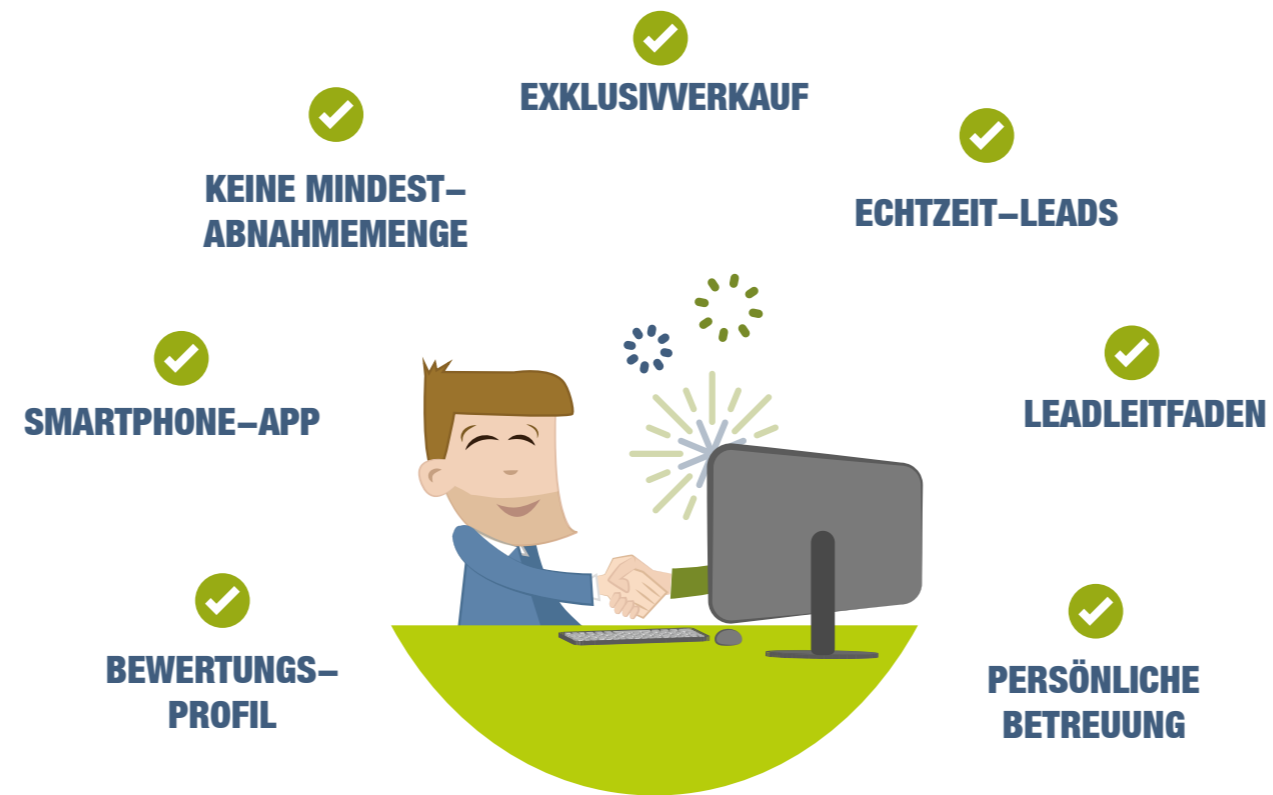 EXKLUSIVVERKAUF
KEINE MINDEST–
ABNAHMEMENGE
ECHTZEIT–LEADS
SMARTPHONE–APP
LEADLEITFADEN
BEWERTUNGS–
PROFIL
PERSÖNLICHE
BETREUUNG